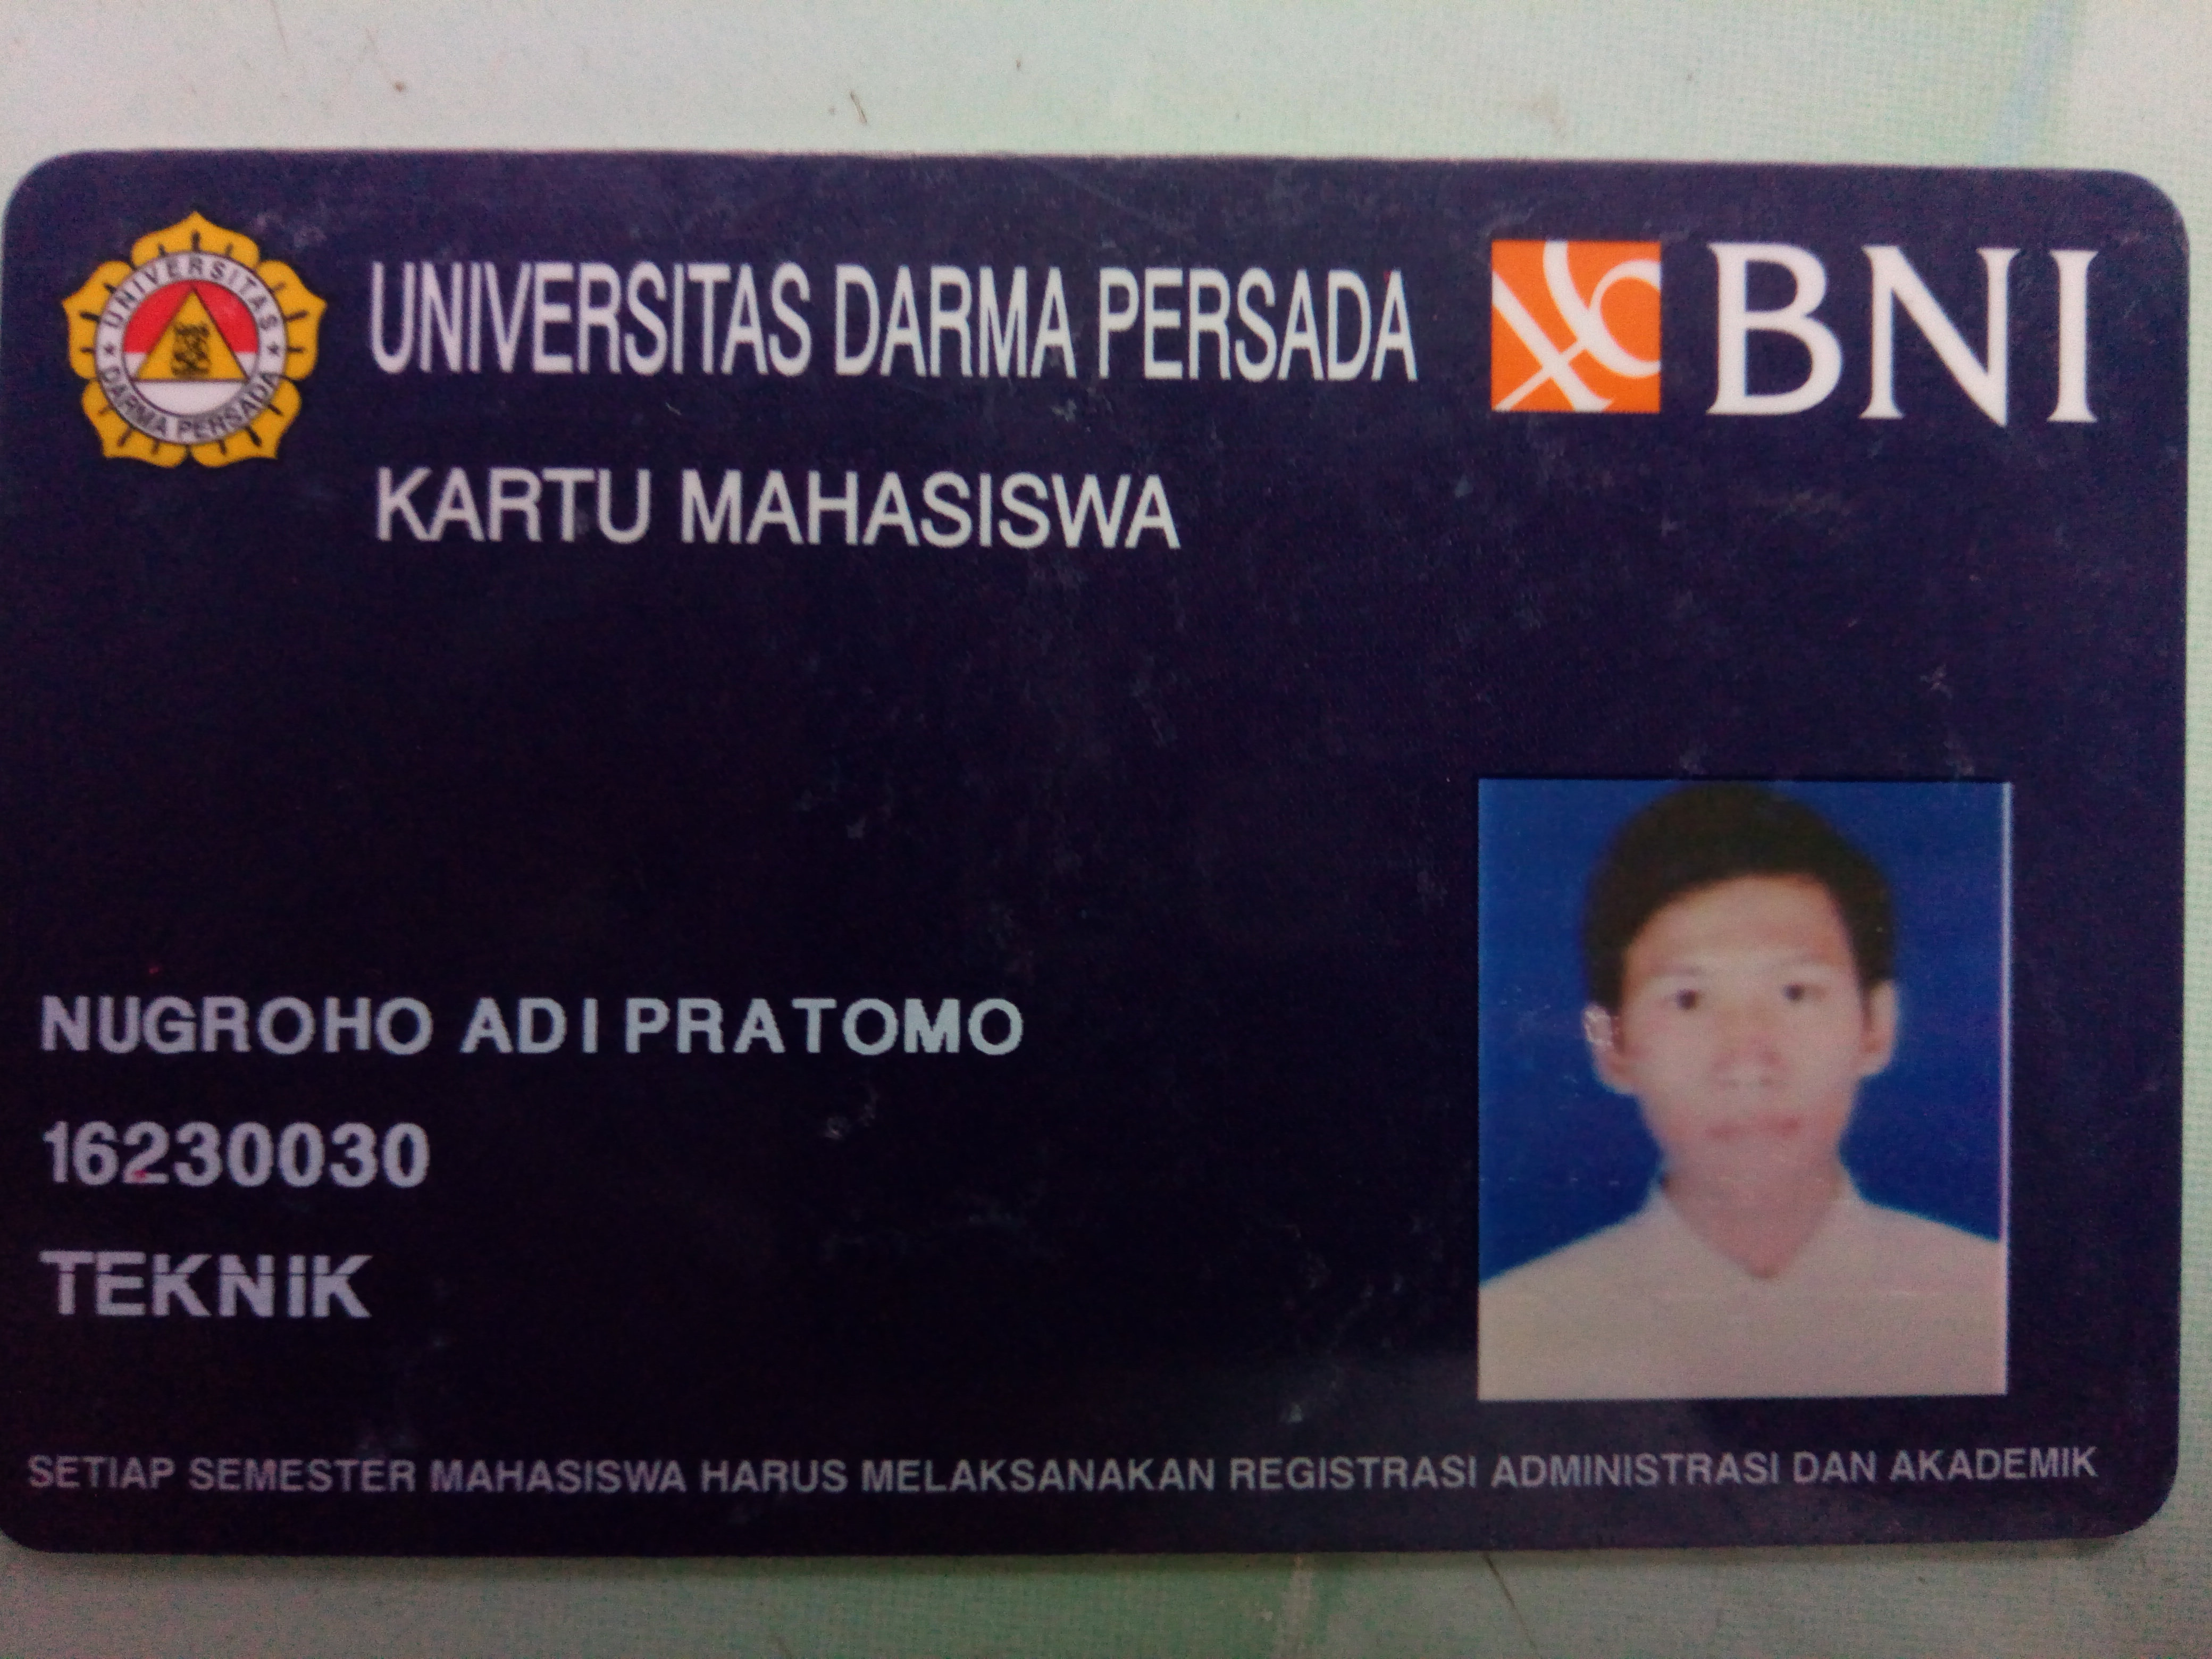 UNIVERSITAS DARMA PERSADA
UNIVERSITAS DARMA PERSADA
BNI
KARTU MAHASISWA
NUGROHO ADI PRATOMO
16230030
TEKNIK
SETIAP SEMESTER MAHASISWA HARUS MELAKSANAKAN REGISTRASI ADMINISTRASI DAN AKADEMIK